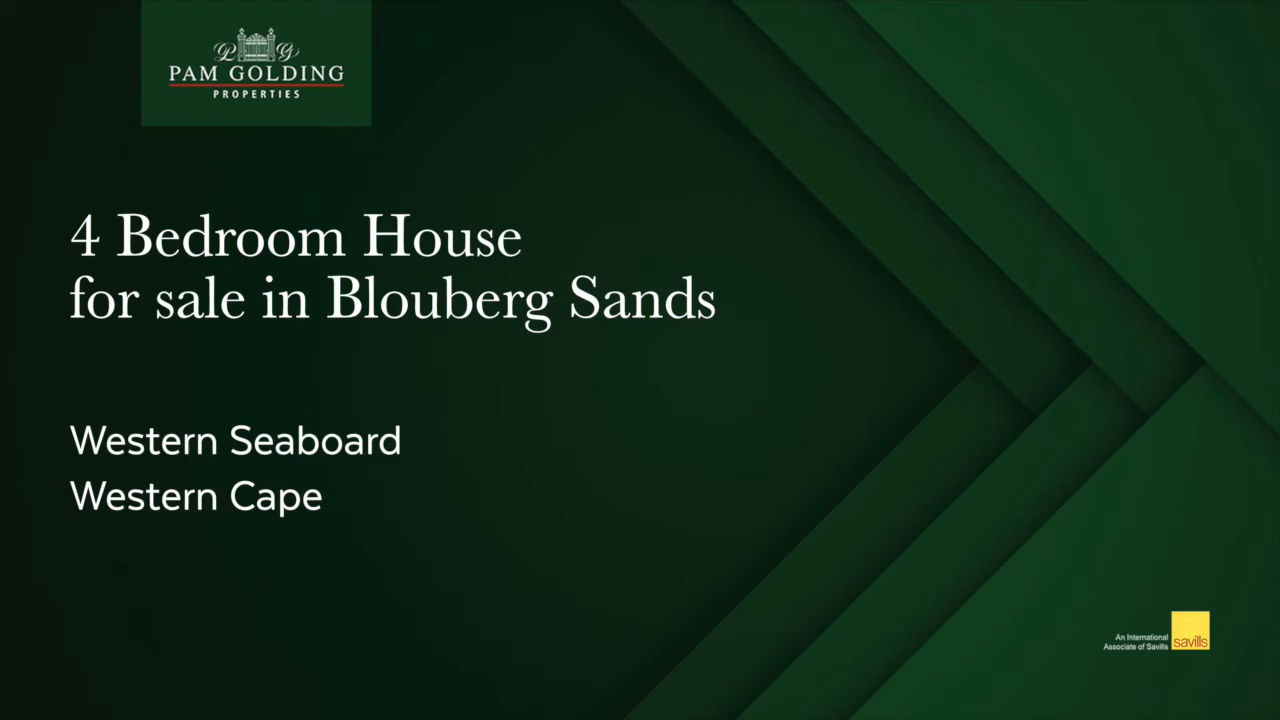 P G
PAM GOLDING
PROPERTIES
4 Bedroom House
for sale in Blouberg Sands
Western Seaboard
Western Cape
An International
Associate of Savills
savills